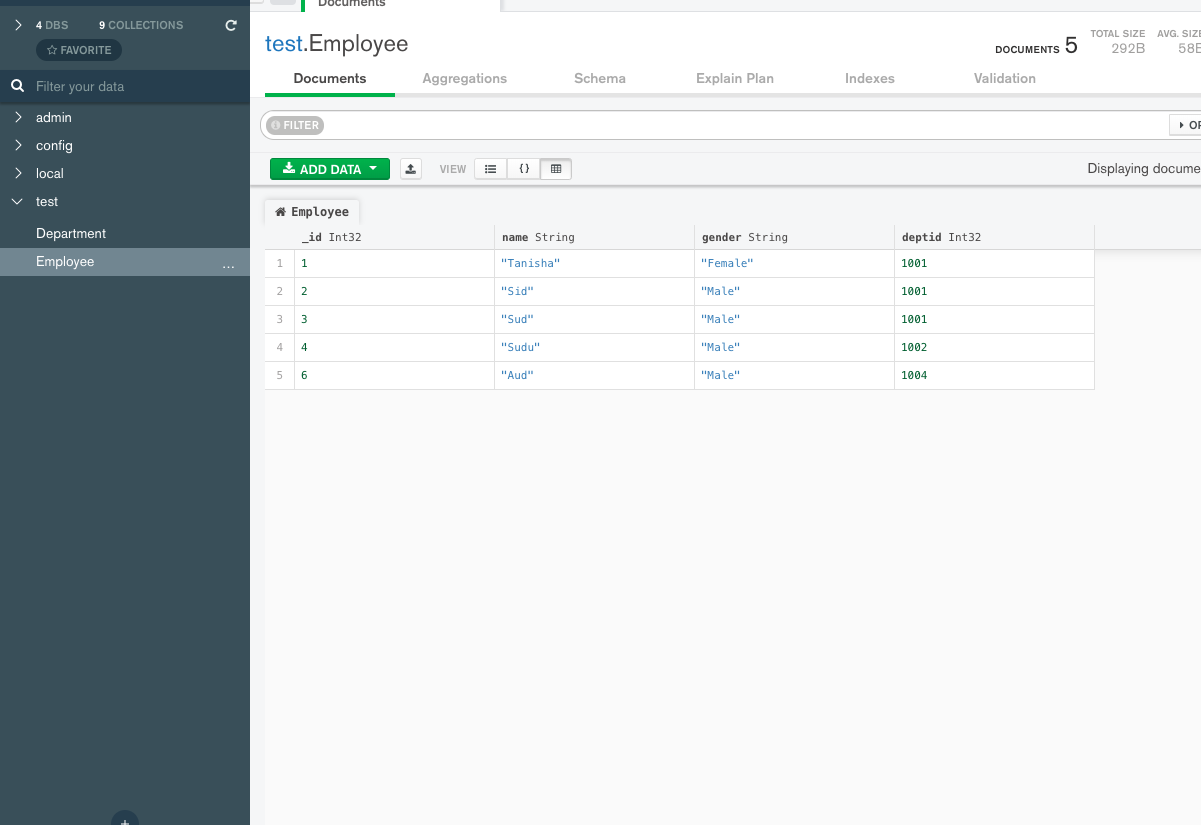 Documents
4 DBS 9 COLLECTIONS
FAVORITE
Filter your data
admin
config
local
test
Department
Employee ...
test.Employee
DOCUMENTS 5 TOTAL SIZE 292B AVG. SIZE 58B
Documents Aggregations Schema Explain Plan Indexes Validation
FILTER
ADD DATA VIEW {} Displaying docume
Employee
_id Int32 name String gender String deptid Int32
1 1 "Tanisha" "Female" 1001
2 2 "Sid" "Male" 1001
3 3 "Sud" "Male" 1001
4 4 "Sudu" "Male" 1002
5 6 "Aud" "Male" 1004